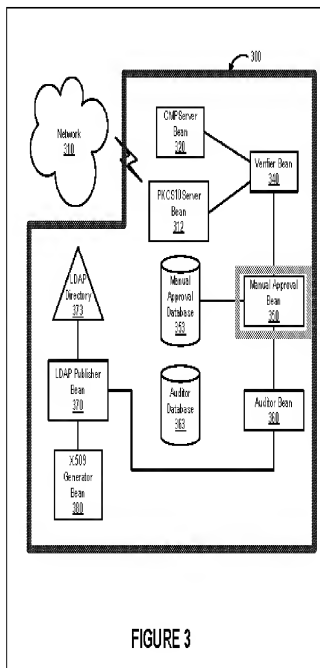 300
Network
310
CMPServer
Bean
320
Verifier Bean
340
PKCS10Server
Bean
312
LDAP
Directory
373
Manual
Approval
Database
353
Manual Approval
Bean
350
LDAP Publisher
Bean
370
Auditor
Database
363
Auditor Bean
360
X.509
Generator
Bean
380
FIGURE 3